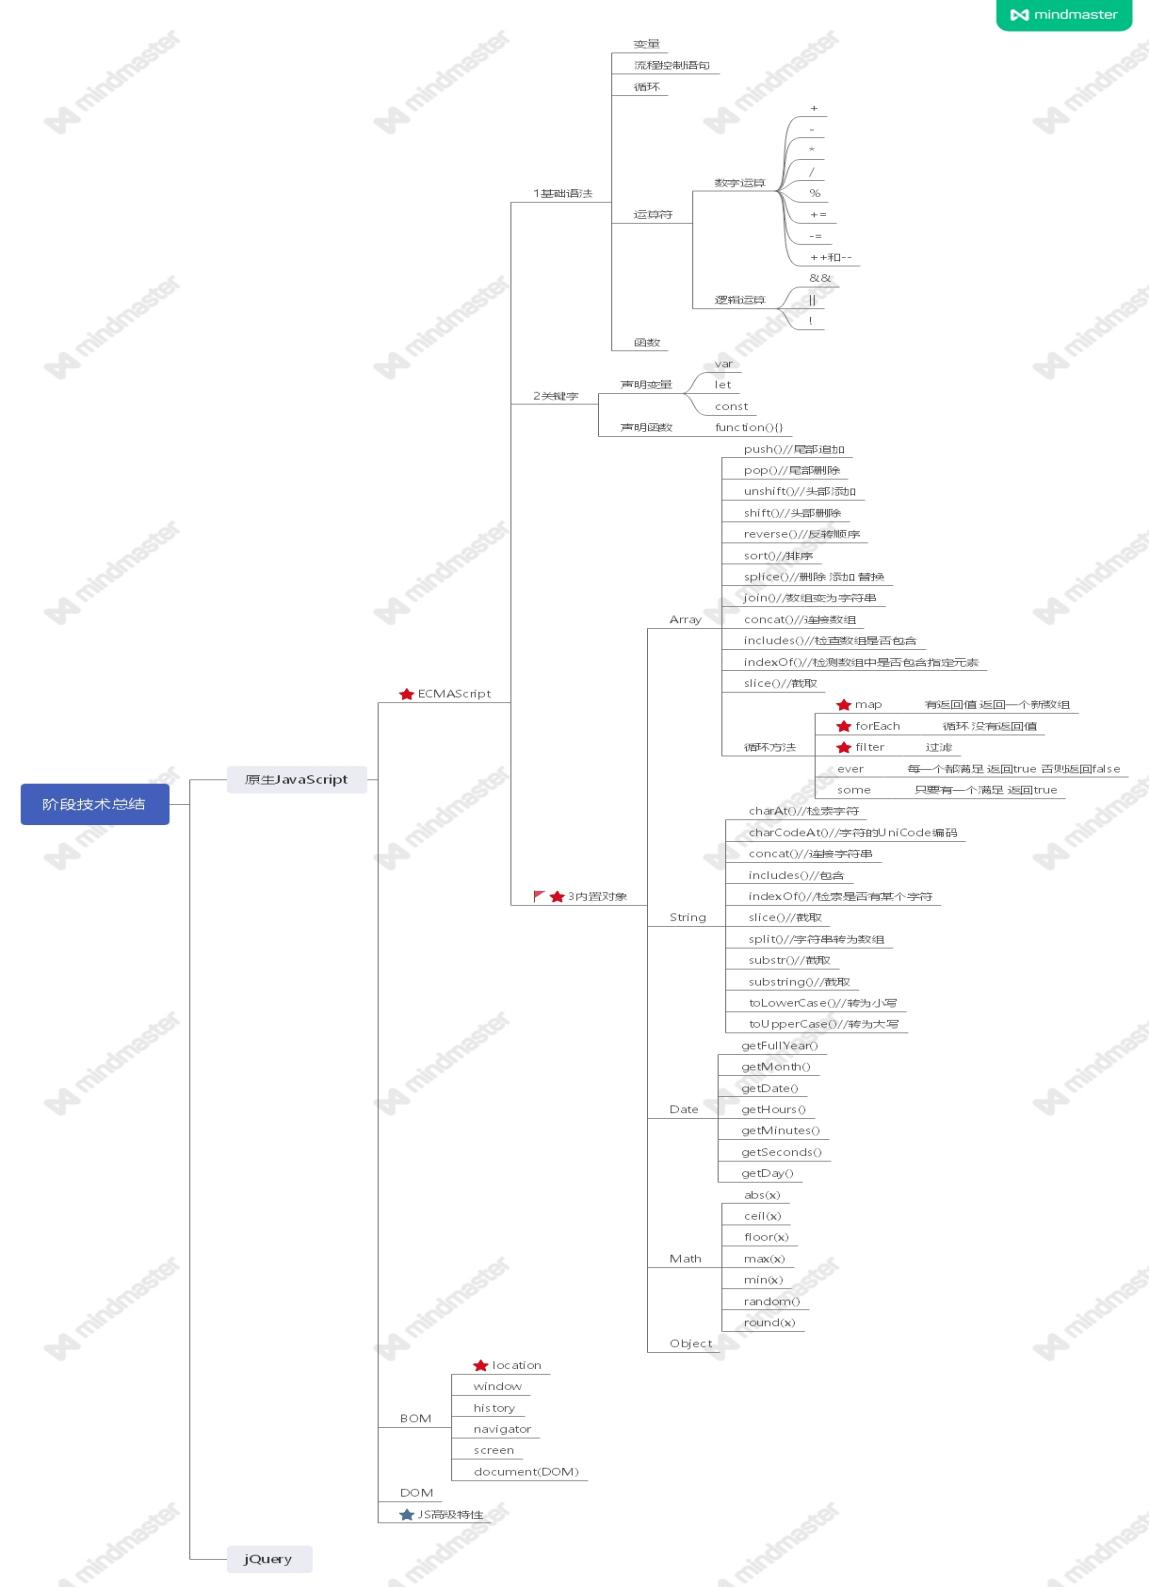 mindmaster
变量
流程控制语句
循环
+
-
*
/
数字运算
%
1基础语法
运算符
+=
-=
++和--
&&
逻辑运算
||
!
函数
var
声明变量
let
2关键字
const
声明函数
function(){}
push()//尾部追加
pop()//尾部删除
unshift()//头部添加
shift()//头部删除
reverse()//反转顺序
sort()//排序
splice()//删除 添加 替换
join()//数组变为字符串
Array
concat()//连接数组
includes()//检查数组是否包含
indexOf()//检测数组中是否包含指定元素
slice()//截取
ECMAScript
map
有返回值 返回一个新数组
forEach
循环 没有返回值
循环方法
filter
过滤
ever
每一个都满足 返回true 否则返回false
some
只要有一个满足 返回true
原生JavaScript
阶段技术总结
charAt()//检索字符
charCodeAt()//字符的UniCode编码
concat()//连接字符串
includes()//包含
3内置对象
indexOf()//检索是否有某个字符
String
slice()//截取
split()//字符串转为数组
substr()//截取
substring()//截取
toLowerCase()//转为小写
toUpperCase()//转为大写
getFullYear()
getMonth()
getDate()
Date
getHours()
getMinutes()
getSeconds()
getDay()
abs(x)
ceil(x)
floor(x)
Math
max(x)
min(x)
random()
round(x)
Object
location
window
history
BOM
navigator
screen
document(DOM)
DOM
JS高级特性
jQuery